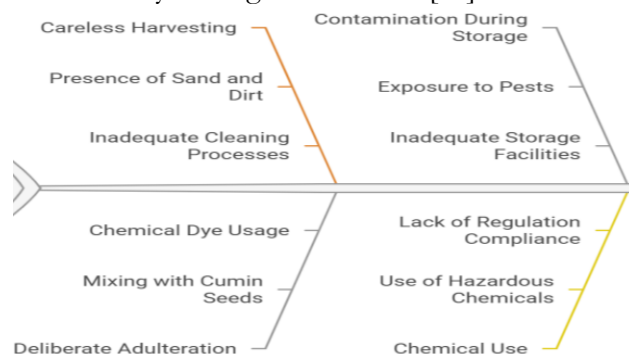 Careless Harvesting
Presence of Sand and
Dirt
Inadequate Cleaning
Processes
Contamination During
Storage
Exposure to Pests
Inadequate Storage
Facilities
Chemical Dye Usage
Mixing with Cumin
Seeds
Deliberate Adulteration
Lack of Regulation
Compliance
Use of Hazardous
Chemicals
Chemical Use